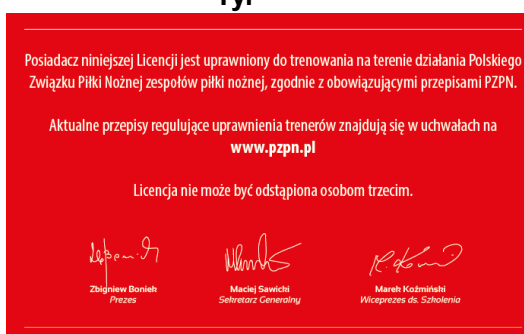 Posiadacz niniejszej Licencji jest uprawniony do trenowania na terenie działania Polskiego
Związku Piłki Nożnej zespołów piłki nożnej, zgodnie z obowiązującymi przepisami PZPN.
Aktualne przepisy regulujące uprawnienia trenerów znajdują się w uchwałach na
www.pzpn.pl
Licencja nie może być odstąpiona osobom trzecim.
Zbigniew Boniek
Prezes
Maciej Sawicki
Sekretarz Generalny
Marek Koźmiński
Wiceprezes ds. Szkolenia